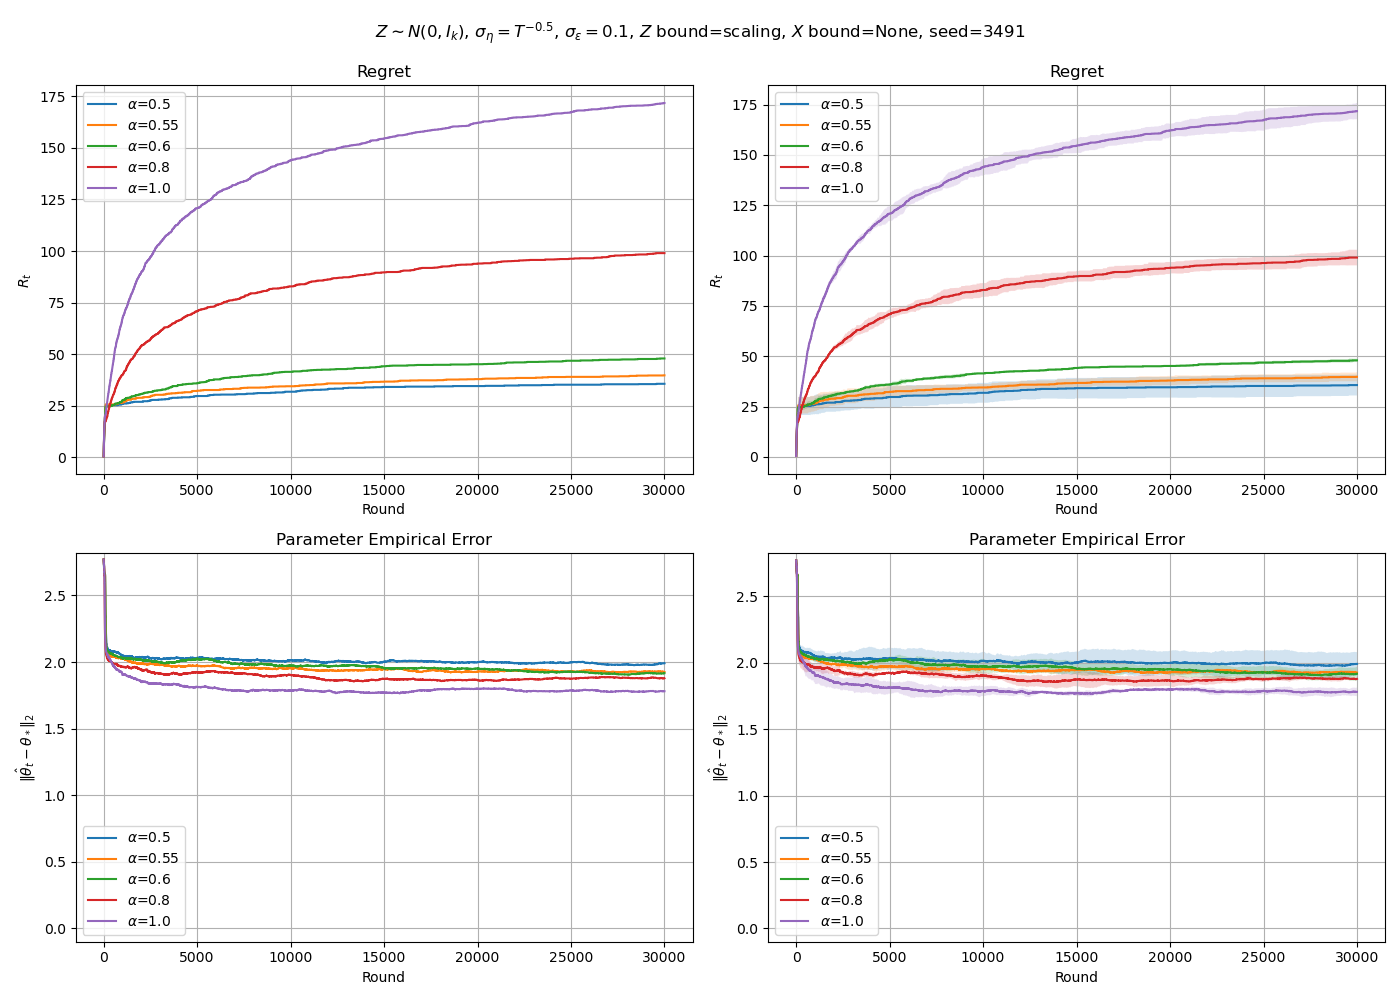 Z ∼ N(0, I_k), σ_η = T^{−0.5}, σ_ε = 0.1, Z bound=scaling, X bound=None, seed=3491
Regret
175
150
125
100
75
50
25
0
R_t
α=0.5
α=0.55
α=0.6
α=0.8
α=1.0
0 5000 10000 15000 20000 25000 30000
Round
Regret
175
150
125
100
75
50
25
0
R_t
α=0.5
α=0.55
α=0.6
α=0.8
α=1.0
0 5000 10000 15000 20000 25000 30000
Round
Parameter Empirical Error
2.5
2.0
1.5
1.0
0.5
0.0
‖θ̂_t − θ_*‖_2
α=0.5
α=0.55
α=0.6
α=0.8
α=1.0
0 5000 10000 15000 20000 25000 30000
Round
Parameter Empirical Error
2.5
2.0
1.5
1.0
0.5
0.0
‖θ̂_t − θ_*‖_2
α=0.5
α=0.55
α=0.6
α=0.8
α=1.0
0 5000 10000 15000 20000 25000 30000
Round